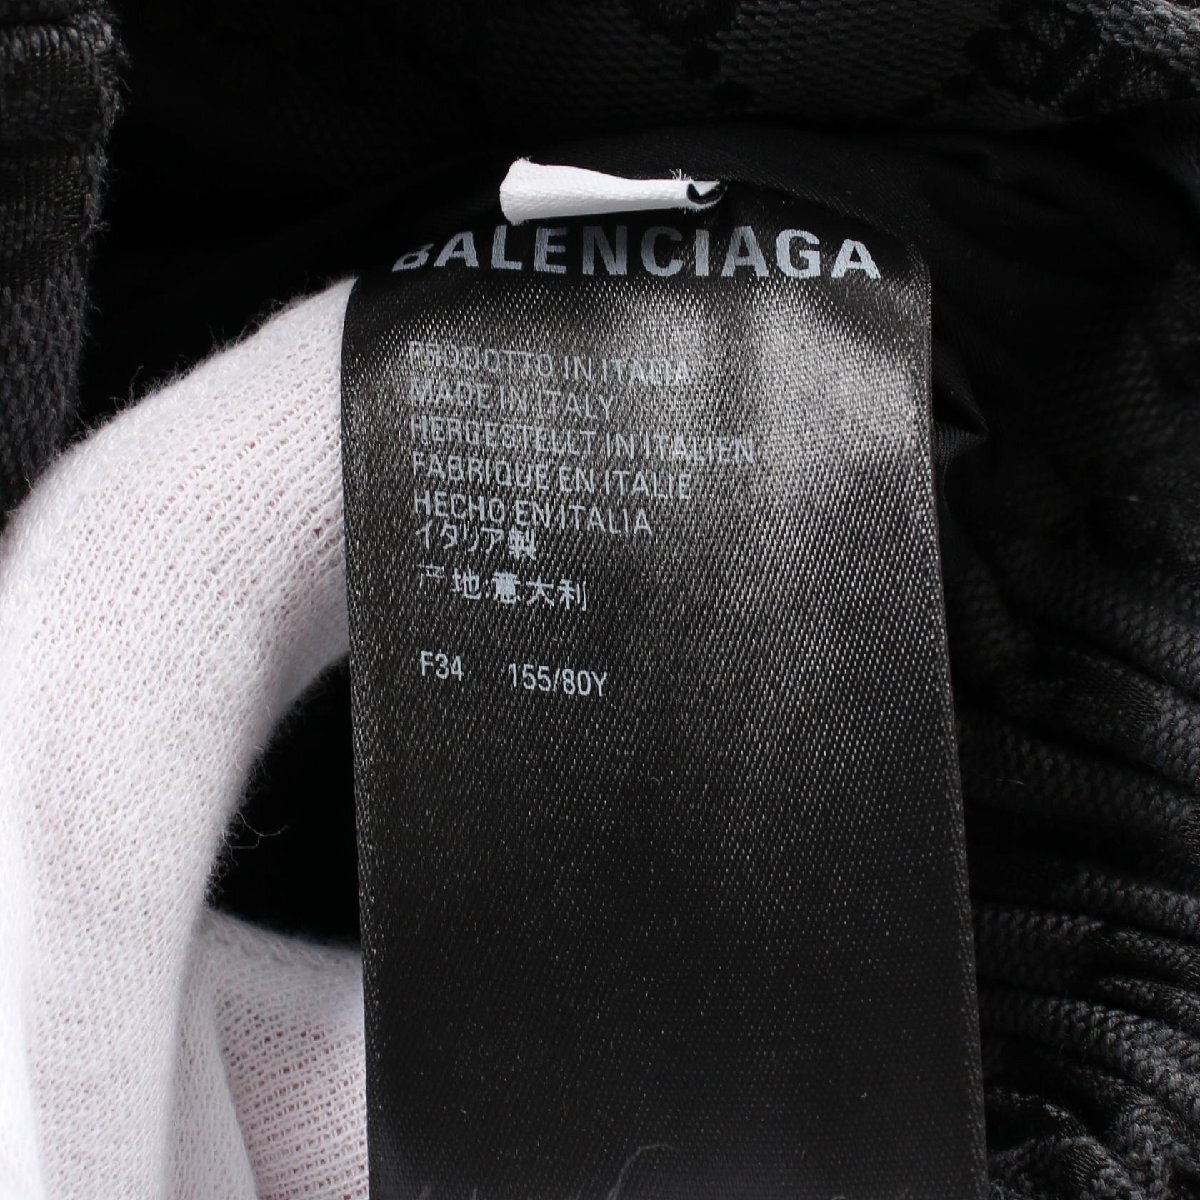 BALENCIAGA
PRODOTTO IN ITALIA
MADE IN ITALY
HERGESTELLT IN ITALIEN
FABRIQUE EN ITALIE
HECHO EN ITALIA
イタリア製
产地:意大利
F34 155/80Y